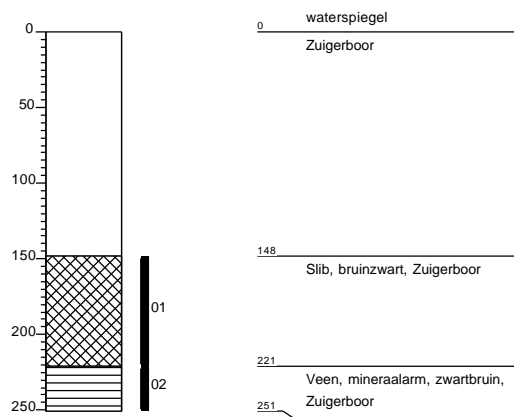 waterspiegel
0
0
Zuigerboor
50
100
148
150
Slib, bruinzwart, Zuigerboor
01
200
221
Veen, mineraalarm, zwartbruin,
02
Zuigerboor
250
251